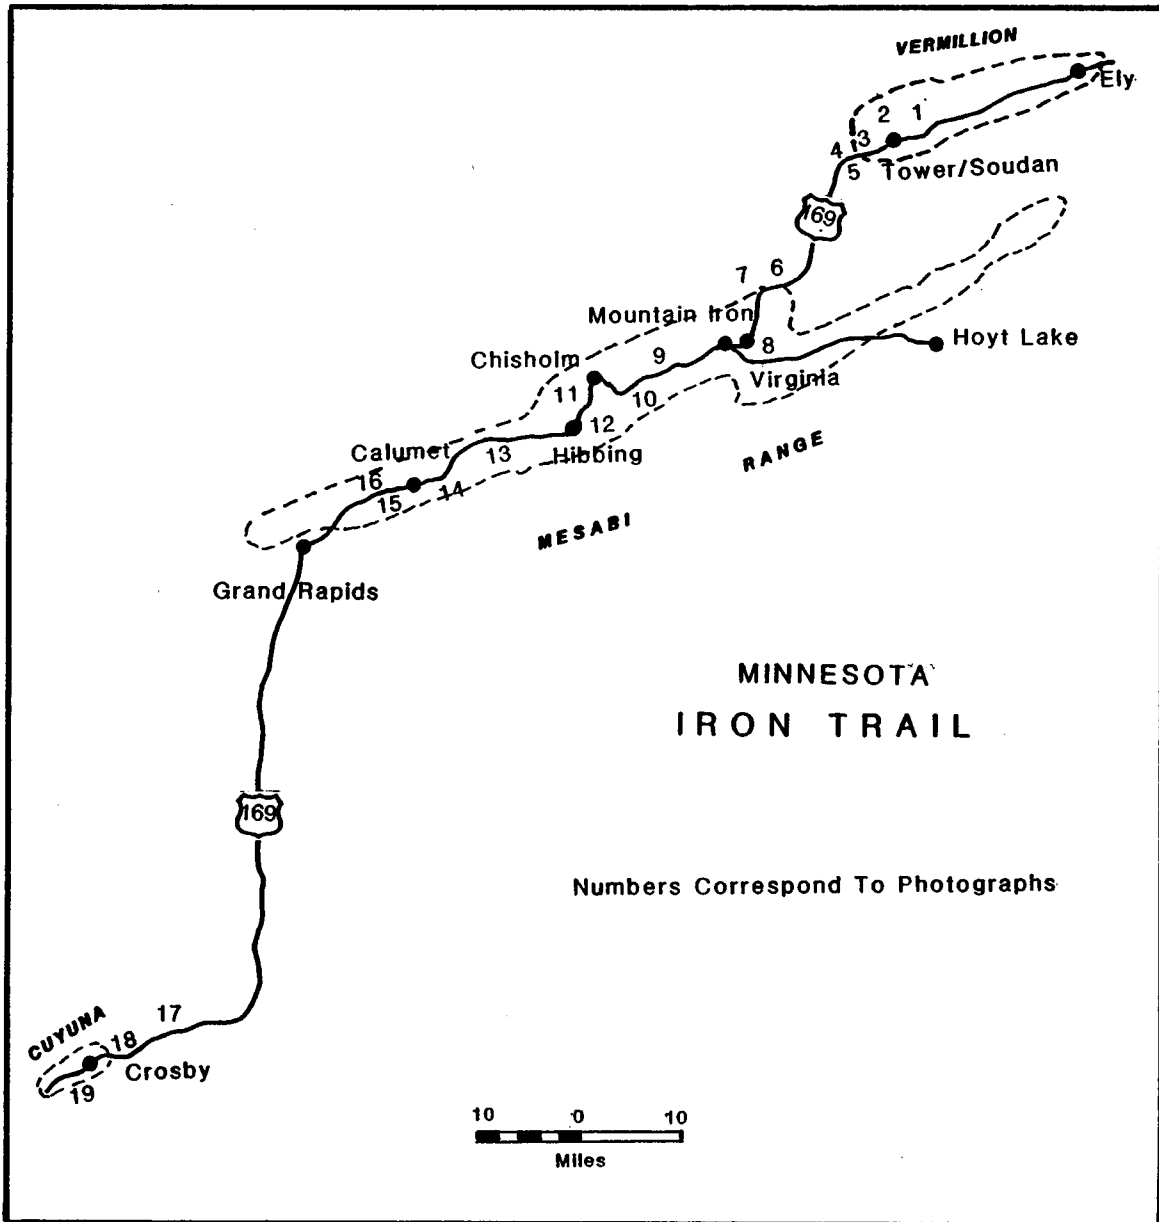 VERMILLION
Ely
2 1
4 3
5 Tower/Soudan
169
7 6
Mountain Iron
Hoyt Lake
Chisholm 9 8
Virginia
11 10
12
Calumet 13 Hibbing
RANGE
16
15 14
MESABI
Grand Rapids
MINNESOTA
IRON TRAIL
169
Numbers Correspond To Photographs
17
CUYUNA
18
Crosby
19
10 0 10
Miles